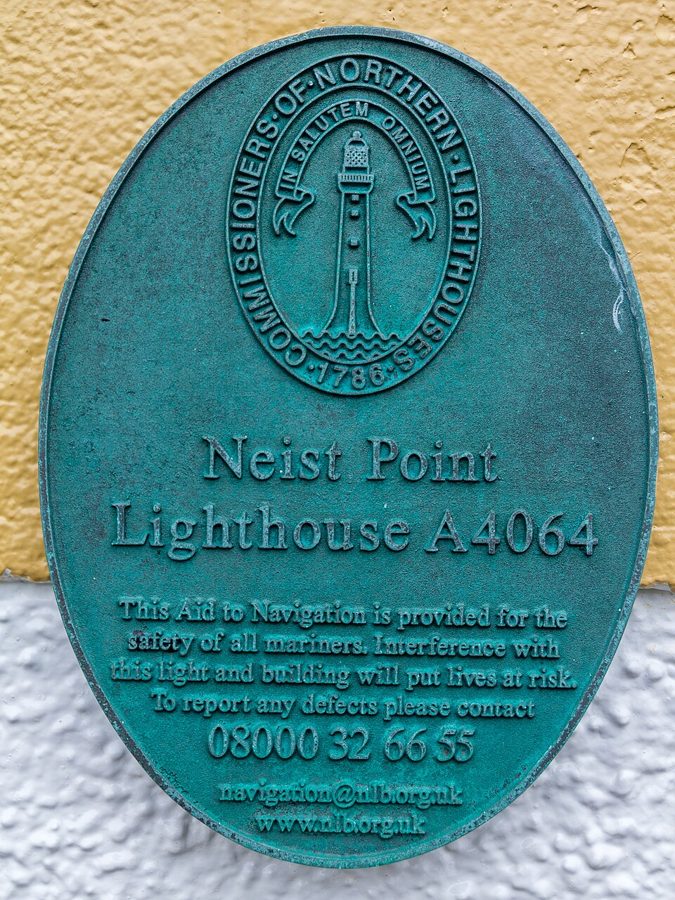 COMMISSIONERS·OF·NORTHERN·LIGHTHOUSES
·1786·
IN SALUTEM OMNIUM
Neist Point
Lighthouse A4064
This Aid to Navigation is provided for the
safety of all mariners. Interference with
this light and building will put lives at risk.
To report any defects please contact
08000 32 66 55
navigation@nlb.org.uk
www.nlb.org.uk